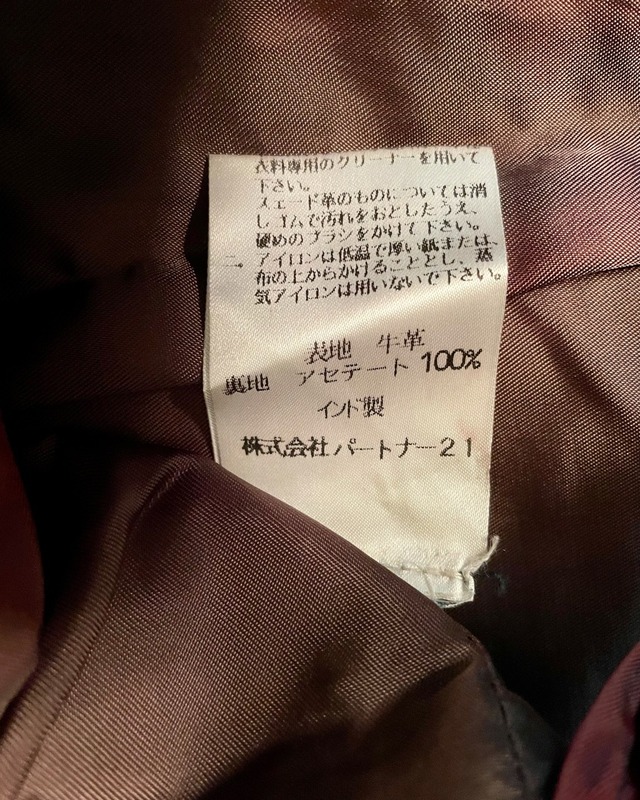 衣料専用のクリーナーを用いて
下さい。
スェード革のものについては消
しゴムで汚れをおとしたうえ、
硬めのブラシをかけて下さい。
二、アイロンは低温で厚い紙または、
布の上からかけることとし、蒸
気アイロンは用いないで下さい。
表地 牛革
裏地 アセテート 100%
インド製
株式会社 パートナー21